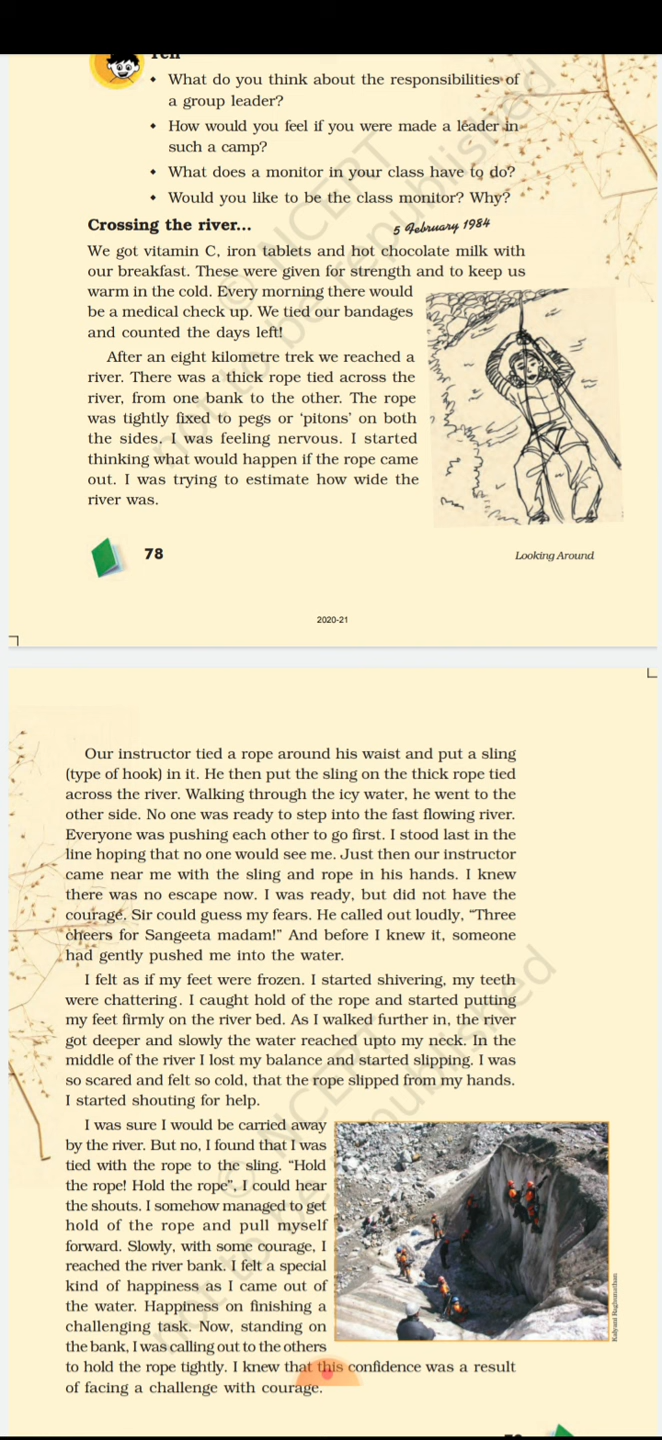 Tell
• What do you think about the responsibilities of
a group leader?
• How would you feel if you were made a leader in
such a camp?
• What does a monitor in your class have to do?
• Would you like to be the class monitor? Why?
Crossing the river... 5 February 1984
We got vitamin C, iron tablets and hot chocolate milk with
our breakfast. These were given for strength and to keep us
warm in the cold. Every morning there would
be a medical check up. We tied our bandages
and counted the days left!
After an eight kilometre trek we reached a
river. There was a thick rope tied across the
river, from one bank to the other. The rope
was tightly fixed to pegs or ‘pitons’ on both
the sides. I was feeling nervous. I started
thinking what would happen if the rope came
out. I was trying to estimate how wide the
river was.
78
Looking Around
2020-21
Our instructor tied a rope around his waist and put a sling
(type of hook) in it. He then put the sling on the thick rope tied
across the river. Walking through the icy water, he went to the
other side. No one was ready to step into the fast flowing river.
Everyone was pushing each other to go first. I stood last in the
line hoping that no one would see me. Just then our instructor
came near me with the sling and rope in his hands. I knew
there was no escape now. I was ready, but did not have the
courage. Sir could guess my fears. He called out loudly, “Three
cheers for Sangeeta madam!” And before I knew it, someone
had gently pushed me into the water.
I felt as if my feet were frozen. I started shivering, my teeth
were chattering. I caught hold of the rope and started putting
my feet firmly on the river bed. As I walked further in, the river
got deeper and slowly the water reached upto my neck. In the
middle of the river I lost my balance and started slipping. I was
so scared and felt so cold, that the rope slipped from my hands.
I started shouting for help.
I was sure I would be carried away
by the river. But no, I found that I was
tied with the rope to the sling. “Hold
the rope! Hold the rope”, I could hear
the shouts. I somehow managed to get
hold of the rope and pull myself
forward. Slowly, with some courage, I
reached the river bank. I felt a special
kind of happiness as I came out of
the water. Happiness on finishing a
challenging task. Now, standing on
the bank, I was calling out to the others
to hold the rope tightly. I knew that this confidence was a result
of facing a challenge with courage.
Kalyani Raghunathan
© NCERT
not to be republished
© NCERT
not to be republished